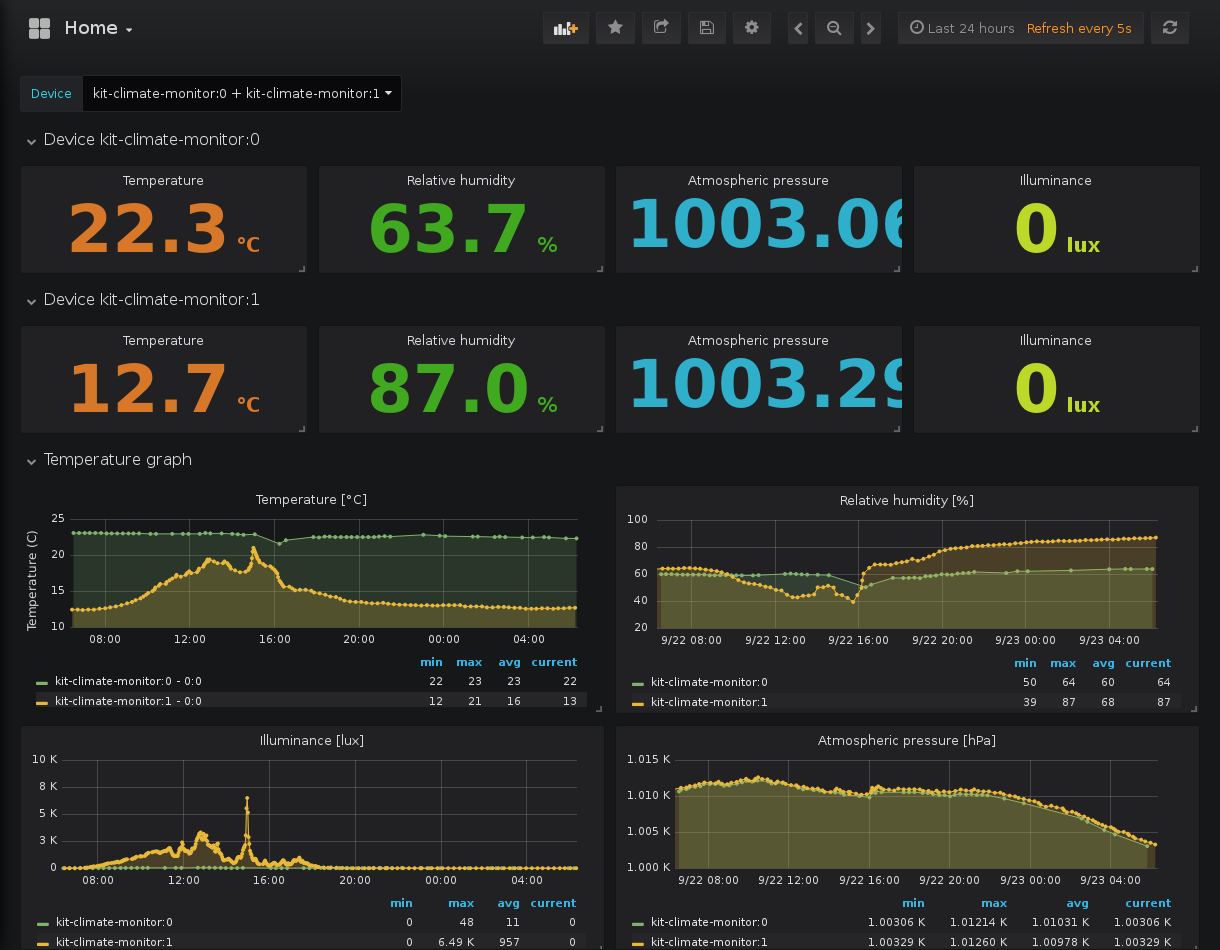 Home
Last 24 hours Refresh every 5s
Device kit-climate-monitor:0 + kit-climate-monitor:1
Device kit-climate-monitor:0
Temperature Relative humidity Atmospheric pressure Illuminance
22.3 °C 63.7 % 1003.06 0 lux
Device kit-climate-monitor:1
Temperature Relative humidity Atmospheric pressure Illuminance
12.7 °C 87.0 % 1003.29 0 lux
Temperature graph
Temperature [°C]
Temperature (C)
25
20
15
10
08:00 12:00 16:00 20:00 00:00 04:00
min max avg current
kit-climate-monitor:0 - 0:0 22 23 23 22
kit-climate-monitor:1 - 0:0 12 21 16 13
Relative humidity [%]
100
80
60
40
20
9/22 08:00 9/22 12:00 9/22 16:00 9/22 20:00 9/23 00:00 9/23 04:00
min max avg current
kit-climate-monitor:0 50 64 60 64
kit-climate-monitor:1 39 87 68 87
Illuminance [lux]
10 K
8 K
5 K
3 K
0
08:00 12:00 16:00 20:00 00:00 04:00
min max avg current
kit-climate-monitor:0 0 48 11 0
kit-climate-monitor:1 0 6.49 K 957 0
Atmospheric pressure [hPa]
1.015 K
1.010 K
1.005 K
1.000 K
9/22 08:00 9/22 12:00 9/22 16:00 9/22 20:00 9/23 00:00 9/23 04:00
min max avg current
kit-climate-monitor:0 1.00306 K 1.01214 K 1.01031 K 1.00306 K
kit-climate-monitor:1 1.00329 K 1.01260 K 1.00978 K 1.00329 K